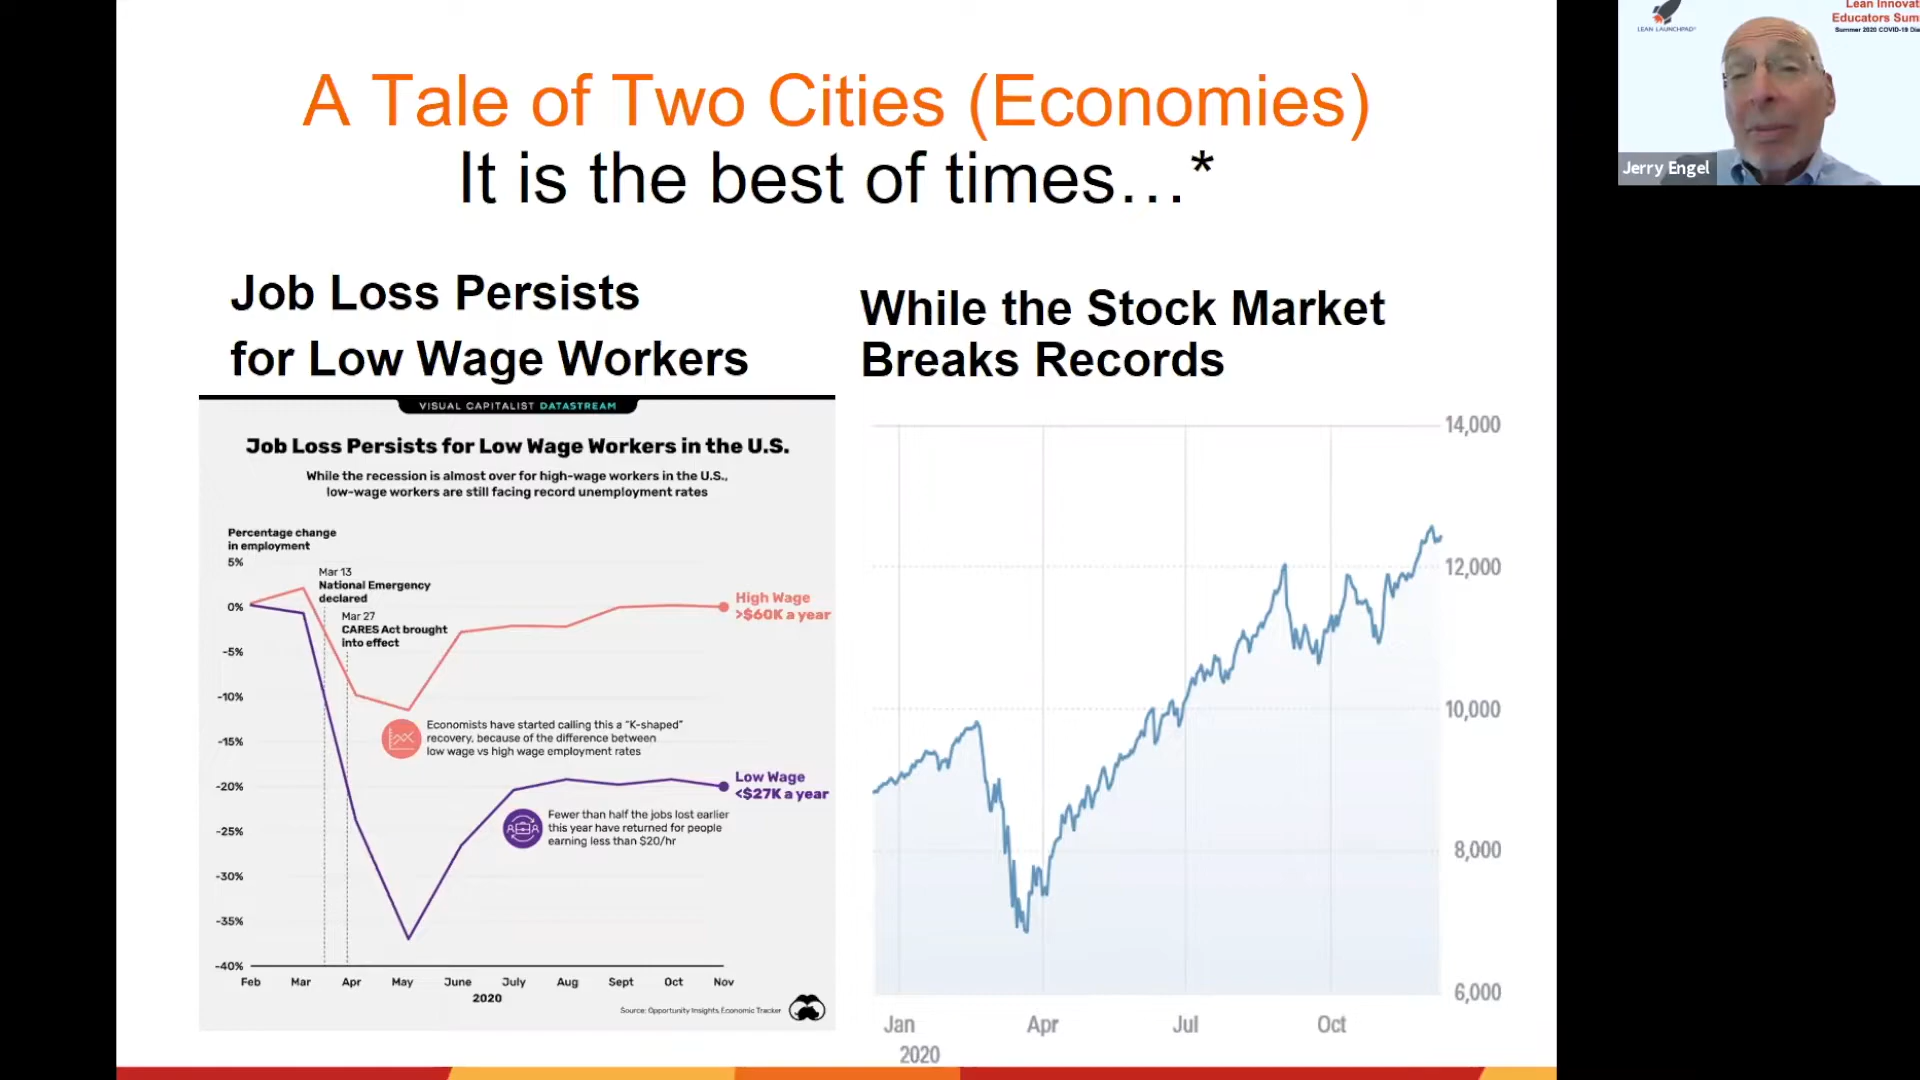 A Tale of Two Cities (Economies)
It is the best of times…*
Job Loss Persists
for Low Wage Workers
While the Stock Market
Breaks Records
VISUAL CAPITALIST DATASTREAM
Job Loss Persists for Low Wage Workers in the U.S.
While the recession is almost over for high-wage workers in the U.S.,
low-wage workers are still facing record unemployment rates
Percentage change
in employment
5%
0%
-5%
-10%
-15%
-20%
-25%
-30%
-35%
-40%
Mar 13
National Emergency
declared
Mar 27
CARES Act brought
into effect
High Wage
>$60K a year
Economists have started calling this a “K-shaped”
recovery, because of the difference between
low wage vs high wage employment rates
Low Wage
<$27K a year
Fewer than half the jobs lost earlier
this year have returned for people
earning less than $20/hr
Feb Mar Apr May June July Aug Sept Oct Nov
2020
Source: Opportunity Insights, Economic Tracker
14,000
12,000
10,000
8,000
6,000
Jan Apr Jul Oct
2020
LEAN LAUNCHPAD®
Lean Innovat
Educators Sum
Summer 2020 COVID-19 Dia
Jerry Engel